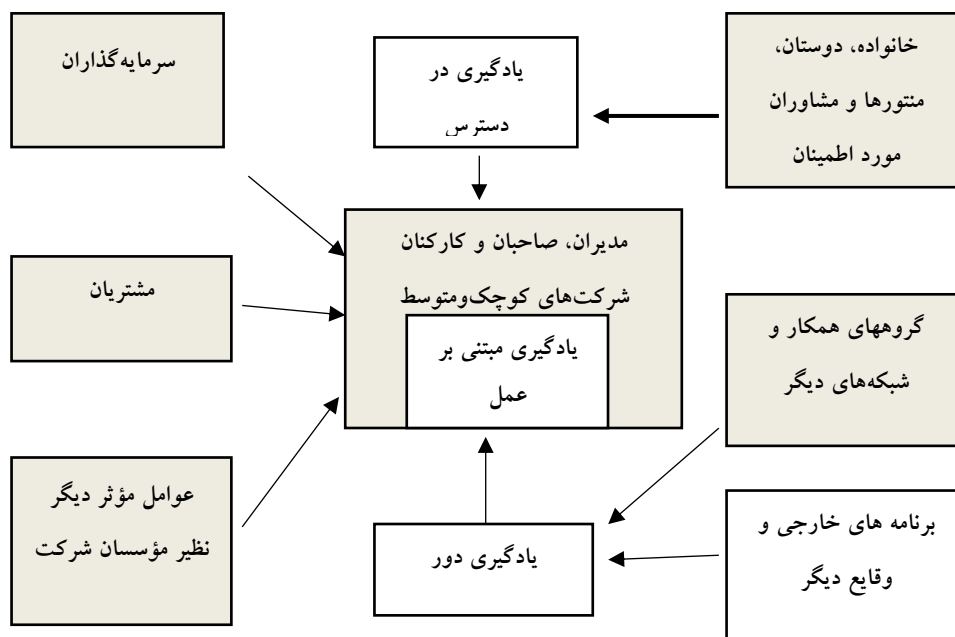 خانواده، دوستان،
منتورها و مشاوران
مورد اطمینان
یادگیری در
دسترس
سرمایه‌گذاران
مدیران، صاحبان و کارکنان
شرکت‌های کوچک‌ومتوسط
یادگیری مبتنی بر
عمل
مشتریان
گروههای همکار و
شبکه‌های دیگر
عوامل مؤثر دیگر
نظیر مؤسسان شرکت
یادگیری دور
برنامه های خارجی و
وقایع دیگر